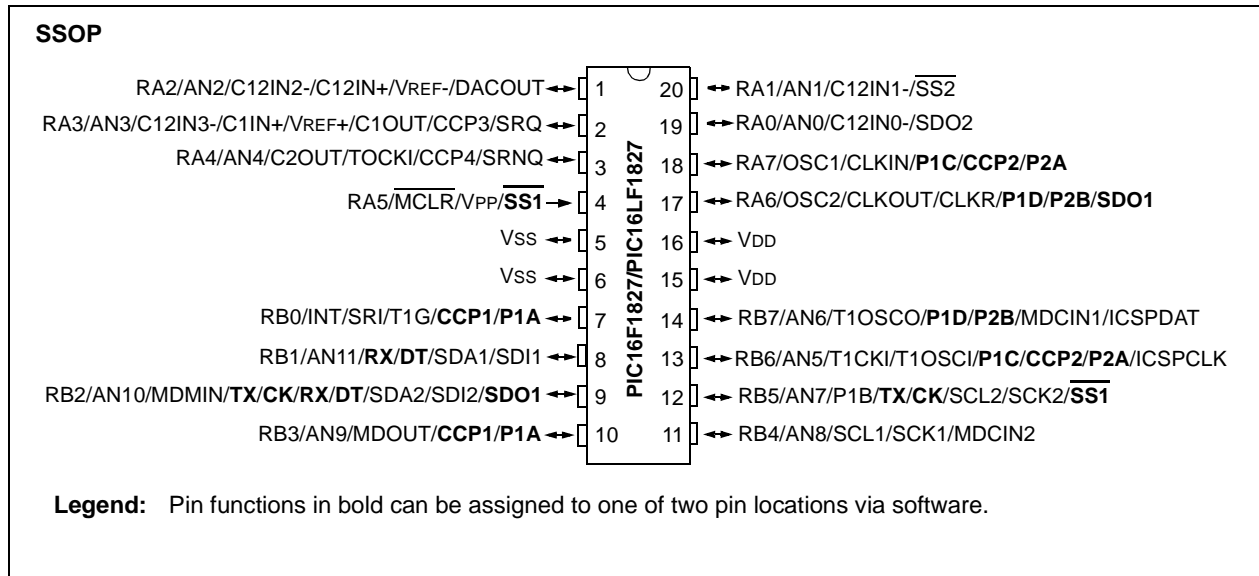 SSOP
RA2/AN2/C12IN2-/C12IN+/VREF-/DACOUT 1
RA3/AN3/C12IN3-/C1IN+/VREF+/C1OUT/CCP3/SRQ 2
RA4/AN4/C2OUT/TOCKI/CCP4/SRNQ 3
RA5/MCLR/VPP/SS1 4
VSS 5
VSS 6
RB0/INT/SRI/T1G/CCP1/P1A 7
RB1/AN11/RX/DT/SDA1/SDI1 8
RB2/AN10/MDMIN/TX/CK/RX/DT/SDA2/SDI2/SDO1 9
RB3/AN9/MDOUT/CCP1/P1A 10
PIC16F1827/PIC16LF1827
20 RA1/AN1/C12IN1-/SS2
19 RA0/AN0/C12IN0-/SDO2
18 RA7/OSC1/CLKIN/P1C/CCP2/P2A
17 RA6/OSC2/CLKOUT/CLKR/P1D/P2B/SDO1
16 VDD
15 VDD
14 RB7/AN6/T1OSCO/P1D/P2B/MDCIN1/ICSPDAT
13 RB6/AN5/T1CKI/T1OSCI/P1C/CCP2/P2A/ICSPCLK
12 RB5/AN7/P1B/TX/CK/SCL2/SCK2/SS1
11 RB4/AN8/SCL1/SCK1/MDCIN2
Legend: Pin functions in bold can be assigned to one of two pin locations via software.